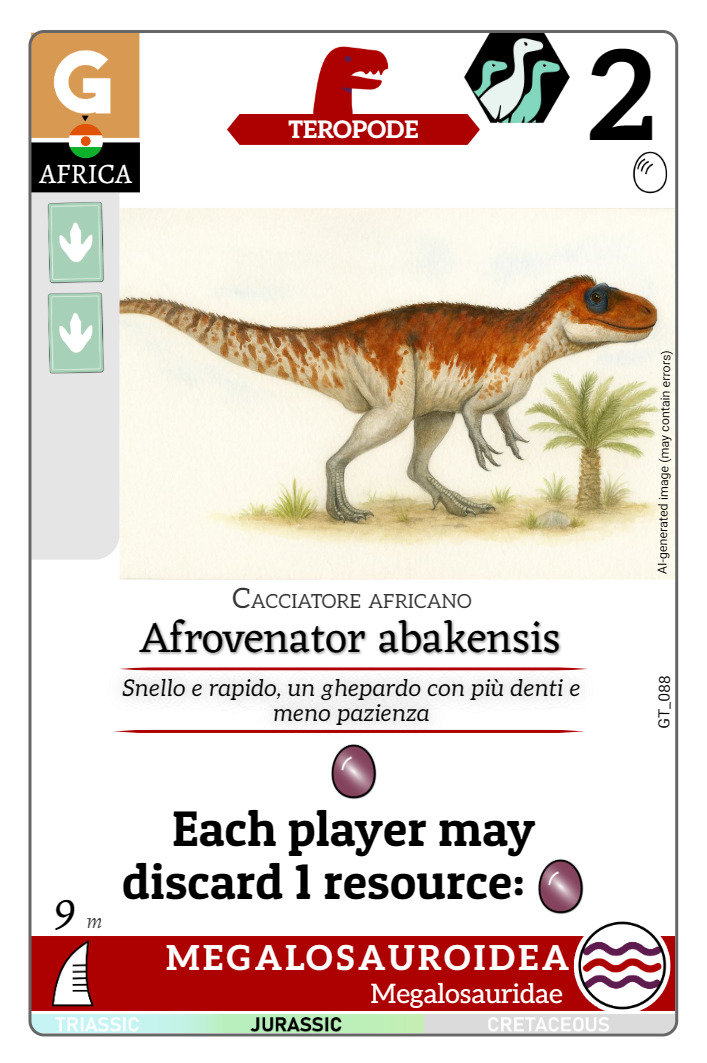 G
TEROPODE
2
AFRICA
AI-generated image (may contain errors)
Cacciatore africano
Afrovenator abakensis
Snello e rapido, un ghepardo con più denti e
meno pazienza
GT_088
Each player may
discard 1 resource:
9 m
MEGALOSAUROIDEA
Megalosauridae
TRIASSIC JURASSIC CRETACEOUS